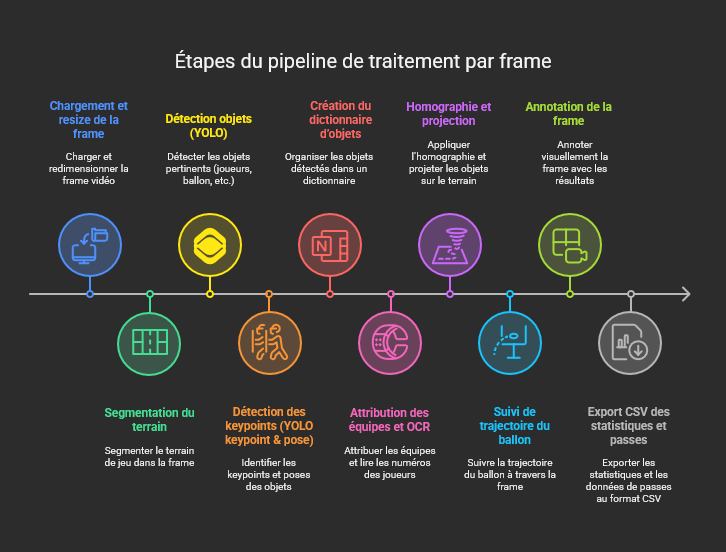 Étapes du pipeline de traitement par frame
Chargement et
resize de la
frame
Charger et
redimensionner la
frame vidéo
Détection objets
(YOLO)
Détecter les objets
pertinents (joueurs,
ballon, etc.)
Création du
dictionnaire
d'objets
Organiser les objets
détectés dans un
dictionnaire
Homographie et
projection
Appliquer
l'homographie et
projeter les objets
sur le terrain
Annotation de la
frame
Annoter
visuellement la
frame avec les
résultats
N
Segmentation du
terrain
Segmenter le terrain
de jeu dans la frame
Détection des
keypoints (YOLO
keypoint & pose)
Identifier les
keypoints et poses
des objets
Attribution des
équipes et OCR
Attribuer les équipes
et lire les numéros
des joueurs
Suivi de
trajectoire du
ballon
Suivre la trajectoire
du ballon à travers la
frame
Export CSV des
statistiques et
passes
Exporter les
statistiques et les
données de passes
au format CSV